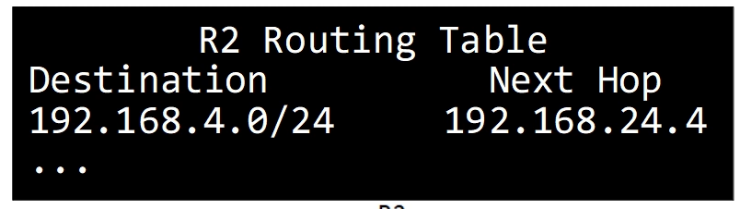 R2 Routing Table
Destination Next Hop
192.168.4.0/24 192.168.24.4
...